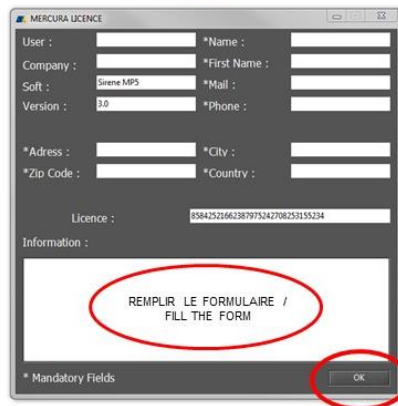 MERCURA LICENCE
User : *Name :
Company : *First Name :
Soft : Sirene MP5 *Mail :
Version : 3.0 *Phone :
*Adress : *City :
*Zip Code : *Country :
Licence : 85842521662387975242708253155234
Information :
REMPLIR LE FORMULAIRE /
FILL THE FORM
* Mandatory Fields OK